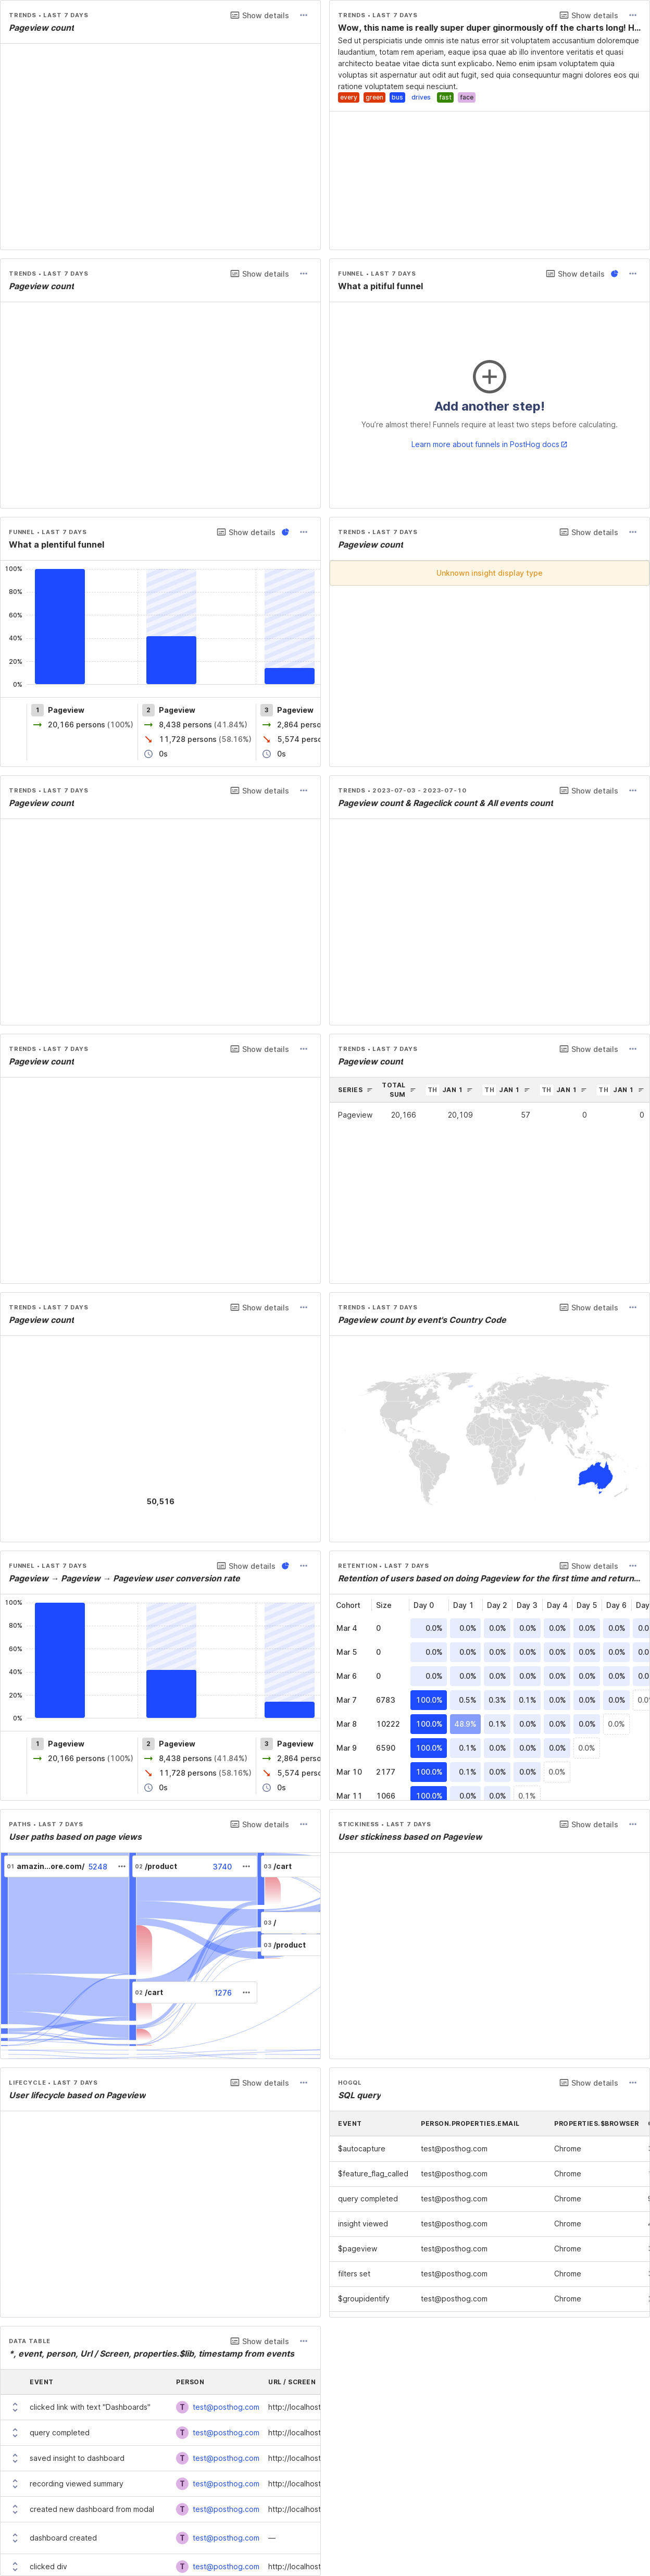 TRENDS • LAST 7 DAYS
Show details
Pageview count
TRENDS • LAST 7 DAYS
Show details
Wow, this name is really super duper ginormously off the charts long! H...
Sed ut perspiciatis unde omnis iste natus error sit voluptatem accusantium doloremque
laudantium, totam rem aperiam, eaque ipsa quae ab illo inventore veritatis et quasi
architecto beatae vitae dicta sunt explicabo. Nemo enim ipsam voluptatem quia
voluptas sit aspernatur aut odit aut fugit, sed quia consequuntur magni dolores eos qui
ratione voluptatem sequi nesciunt.
every green bus drives fast face
TRENDS • LAST 7 DAYS
Show details
Pageview count
FUNNEL • LAST 7 DAYS
Show details
What a pitiful funnel
Add another step!
You're almost there! Funnels require at least two steps before calculating.
Learn more about funnels in PostHog docs
FUNNEL • LAST 7 DAYS
Show details
What a plentiful funnel
100%
80%
60%
40%
20%
0%
1 Pageview
20,166 persons (100%)
2 Pageview
8,438 persons (41.84%)
11,728 persons (58.16%)
0s
3 Pageview
2,864 perso
5,574 perso
0s
TRENDS • LAST 7 DAYS
Show details
Pageview count
Unknown insight display type
TRENDS • LAST 7 DAYS
Show details
Pageview count
TRENDS • 2023-07-03 - 2023-07-10
Show details
Pageview count & Rageclick count & All events count
TRENDS • LAST 7 DAYS
Show details
Pageview count
TRENDS • LAST 7 DAYS
Show details
Pageview count
SERIES TOTAL SUM TH JAN 1 TH JAN 1 TH JAN 1 TH JAN 1
Pageview 20,166 20,109 57 0 0
TRENDS • LAST 7 DAYS
Show details
Pageview count
50,516
TRENDS • LAST 7 DAYS
Show details
Pageview count by event's Country Code
FUNNEL • LAST 7 DAYS
Show details
Pageview → Pageview → Pageview user conversion rate
100%
80%
60%
40%
20%
0%
1 Pageview
20,166 persons (100%)
2 Pageview
8,438 persons (41.84%)
11,728 persons (58.16%)
0s
3 Pageview
2,864 perso
5,574 perso
0s
RETENTION • LAST 7 DAYS
Show details
Retention of users based on doing Pageview for the first time and return...
Cohort Size Day 0 Day 1 Day 2 Day 3 Day 4 Day 5 Day 6 Day
Mar 4 0 0.0% 0.0% 0.0% 0.0% 0.0% 0.0% 0.0% 0.0
Mar 5 0 0.0% 0.0% 0.0% 0.0% 0.0% 0.0% 0.0% 0.0
Mar 6 0 0.0% 0.0% 0.0% 0.0% 0.0% 0.0% 0.0% 0.0
Mar 7 6783 100.0% 0.5% 0.3% 0.1% 0.0% 0.0% 0.0% 0.0
Mar 8 10222 100.0% 48.9% 0.1% 0.0% 0.0% 0.0% 0.0%
Mar 9 6590 100.0% 0.1% 0.0% 0.0% 0.0% 0.0%
Mar 10 2177 100.0% 0.1% 0.0% 0.0% 0.0%
Mar 11 1066 100.0% 0.0% 0.0% 0.1%
PATHS • LAST 7 DAYS
Show details
User paths based on page views
01 amazin...ore.com/ 5248
02 /product 3740
03 /cart
03 /
03 /product
02 /cart 1276
STICKINESS • LAST 7 DAYS
Show details
User stickiness based on Pageview
LIFECYCLE • LAST 7 DAYS
Show details
User lifecycle based on Pageview
HOGQL
Show details
SQL query
EVENT PERSON.PROPERTIES.EMAIL PROPERTIES.$BROWSER
$autocapture test@posthog.com Chrome
$feature_flag_called test@posthog.com Chrome
query completed test@posthog.com Chrome
insight viewed test@posthog.com Chrome
$pageview test@posthog.com Chrome
filters set test@posthog.com Chrome
$groupidentify test@posthog.com Chrome
DATA TABLE
Show details
*, event, person, Url / Screen, properties.$lib, timestamp from events
EVENT PERSON URL / SCREEN
clicked link with text "Dashboards" T test@posthog.com http://localhost
query completed T test@posthog.com http://localhost
saved insight to dashboard T test@posthog.com http://localhost
recording viewed summary T test@posthog.com http://localhost
created new dashboard from modal T test@posthog.com http://localhost
dashboard created T test@posthog.com —
clicked div T test@posthog.com http://localhost